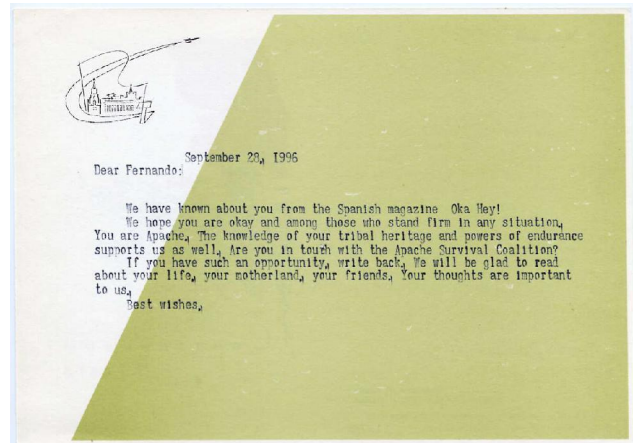 September 28, 1996
Dear Fernando:
We have known about you from the Spanish magazine Oka Hey!
We hope you are okay and among those who stand firm in any situation,
You are Apache, The knowledge of your tribal heritage and powers of endurance
supports us as well, Are you in touch with the Apache Survival Coalition?
If you have such an opportunity, write back, We will be glad to read
about your life, your motherland, your friends, Your thoughts are important
to us,
Best wishes,